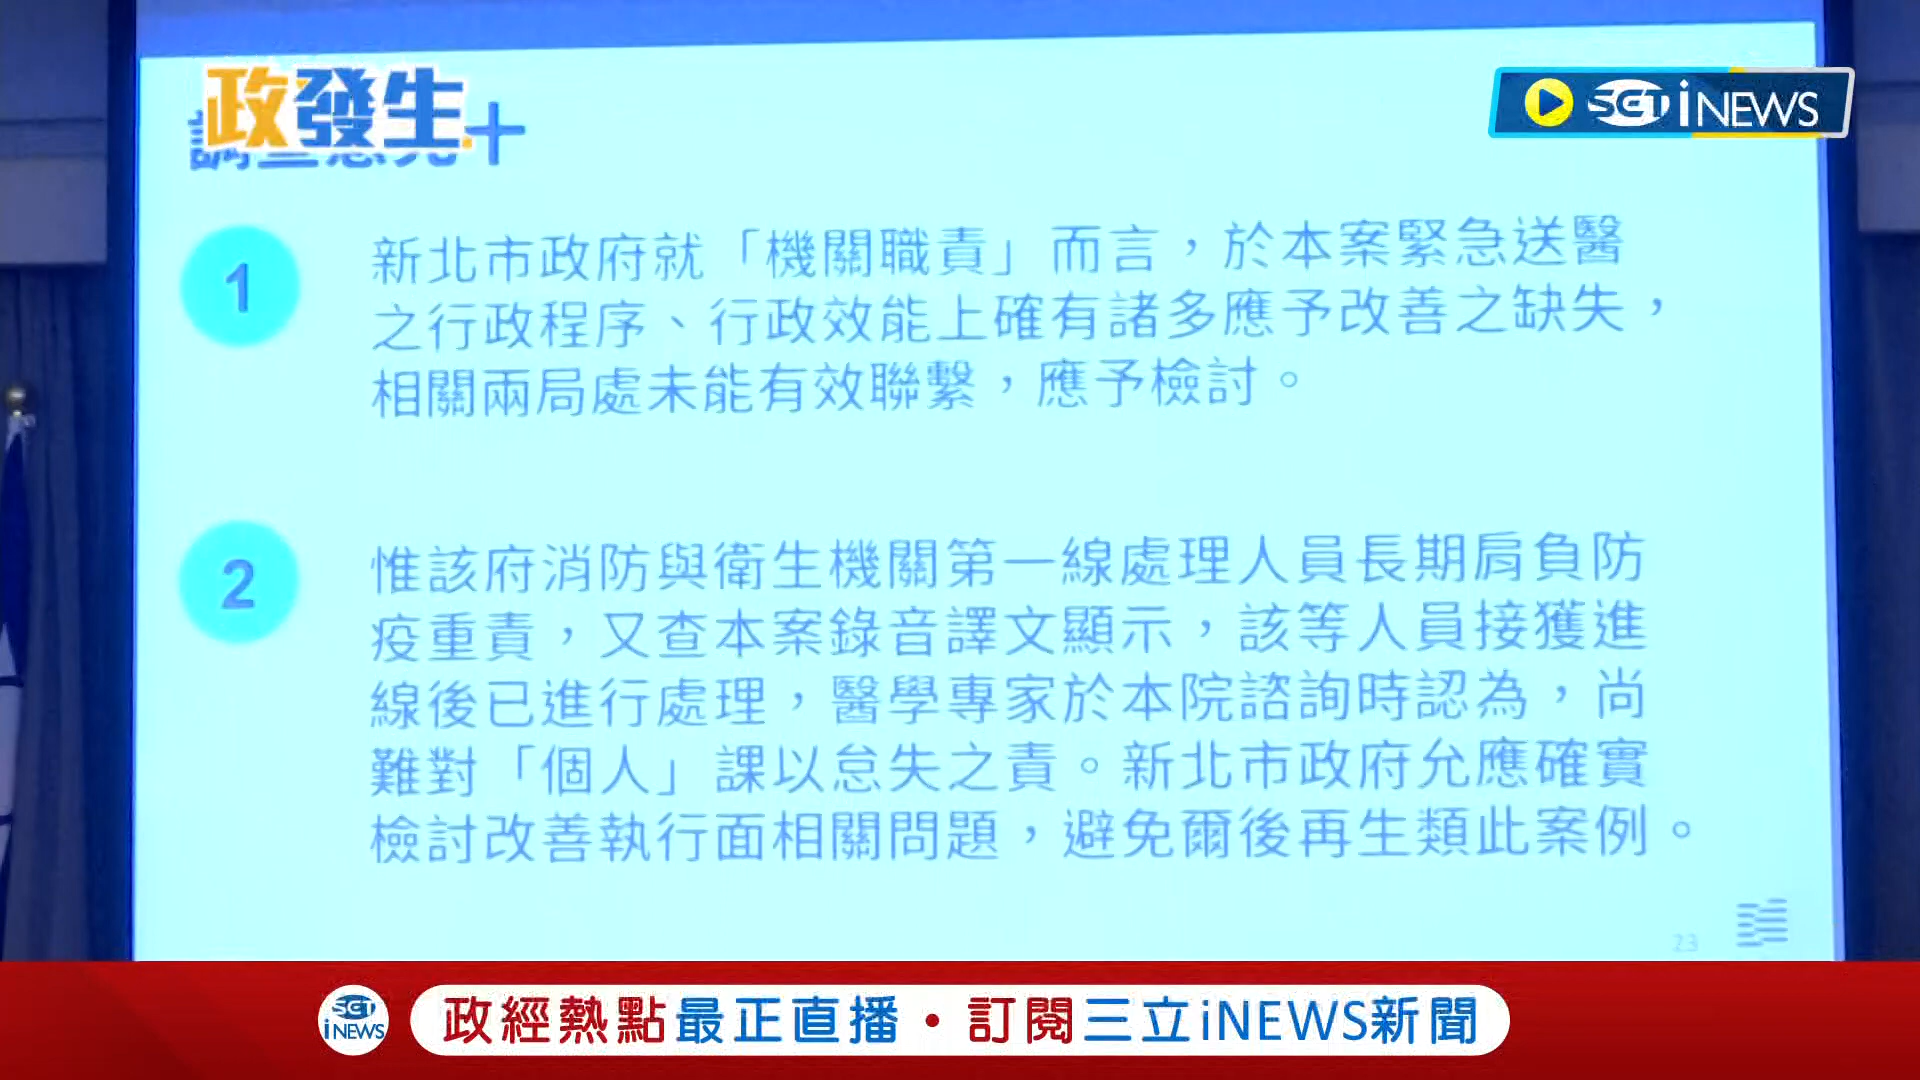 政發生
十
SET iNEWS
1
新北市政府就「機關職責」而言，於本案緊急送醫
之行政程序、行政效能上確有諸多應予改善之缺失，
相關兩局處未能有效聯繫，應予檢討。
2
惟該府消防與衛生機關第一線處理人員長期肩負防
疫重責，又查本案錄音譯文顯示，該等人員接獲進
線後已進行處理，醫學專家於本院諮詢時認為，尚
難對「個人」課以怠失之責。新北市政府允應確實
檢討改善執行面相關問題，避免爾後再生類此案例。
23
SET iNEWS
政經熱點最正直播•訂閱三立iNEWS新聞